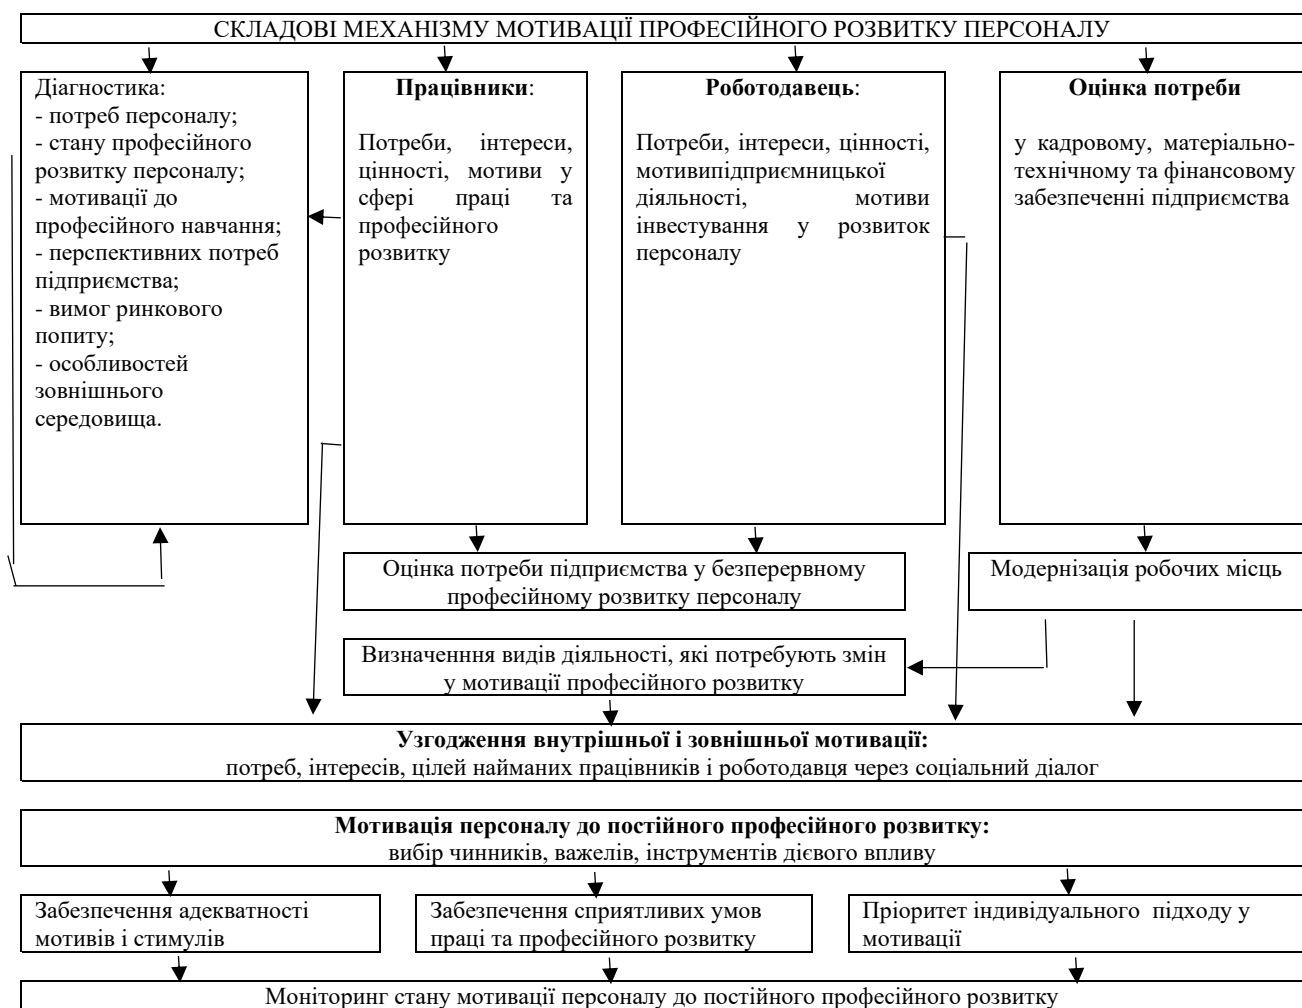 СКЛАДОВІ МЕХАНІЗМУ МОТИВАЦІЇ ПРОФЕСІЙНОГО РОЗВИТКУ ПЕРСОНАЛУ
Діагностика:
- потреб персоналу;
- стану професійного
розвитку персоналу;
- мотивації до
професійного навчання;
- перспективних потреб
підприємства;
- вимог ринкового
попиту;
- особливостей
зовнішнього
середовища.
Працівники:
Потреби, інтереси,
цінності, мотиви у
сфері праці та
професійного
розвитку
Роботодавець:
Потреби, інтереси, цінності,
мотивипідприємницької
діяльності, мотиви
інвестування у розвиток
персоналу
Оцінка потреби
у кадровому, матеріально-
технічному та фінансовому
забезпеченні підприємства
Оцінка потреби підприємства у безперервному
професійному розвитку персоналу
Модернізація робочих місць
Визначенння видів діяльності, які потребують змін
у мотивації професійного розвитку
Узгодження внутрішньої і зовнішньої мотивації:
потреб, інтересів, цілей найманих працівників і роботодавця через соціальний діалог
Мотивація персоналу до постійного професійного розвитку:
вибір чинників, важелів, інструментів дієвого впливу
Забезпечення адекватності
мотивів і стимулів
Забезпечення сприятливих умов
праці та професійного розвитку
Пріоритет індивідуального підходу у
мотивації
Моніторинг стану мотивації персоналу до постійного професійного розвитку